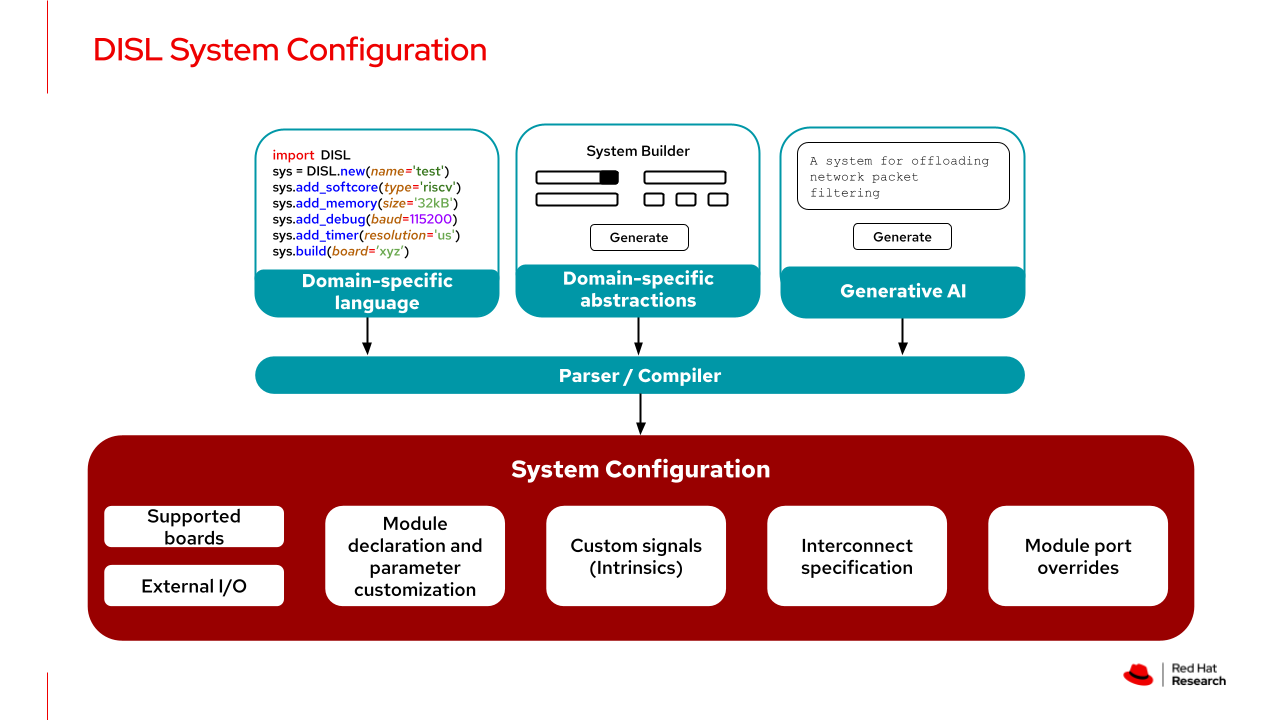 DISL System Configuration
import DISL
sys = DISL.new(name='test')
sys.add_softcore(type='riscv')
sys.add_memory(size='32kB')
sys.add_debug(baud=115200)
sys.add_timer(resolution='us')
sys.build(board='xyz')
Domain-specific
language
System Builder
Generate
Domain-specific
abstractions
A system for offloading
network packet
filtering
Generate
Generative AI
Parser / Compiler
System Configuration
Supported
boards
External I/O
Module
declaration and
parameter
customization
Custom signals
(Intrinsics)
Interconnect
specification
Module port
overrides
Red Hat
Research